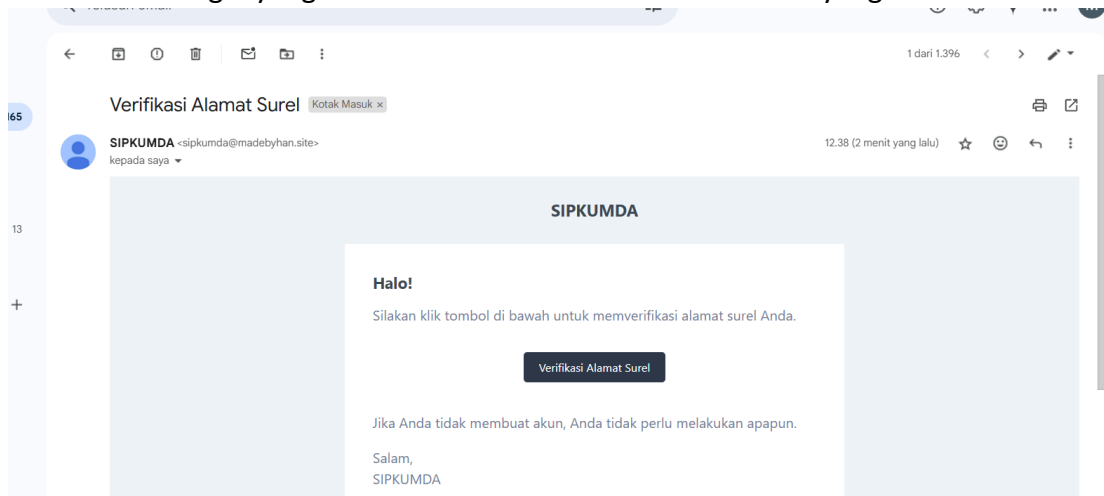 1 dari 1.396
165
Verifikasi Alamat Surel Kotak Masuk ×
SIPKUMDA <sipkumda@madebyhan.site>
12.38 (2 menit yang lalu)
kepada saya
SIPKUMDA
13
Halo!
Silakan klik tombol di bawah untuk memverifikasi alamat surel Anda.
Verifikasi Alamat Surel
Jika Anda tidak membuat akun, Anda tidak perlu melakukan apapun.
Salam,
SIPKUMDA